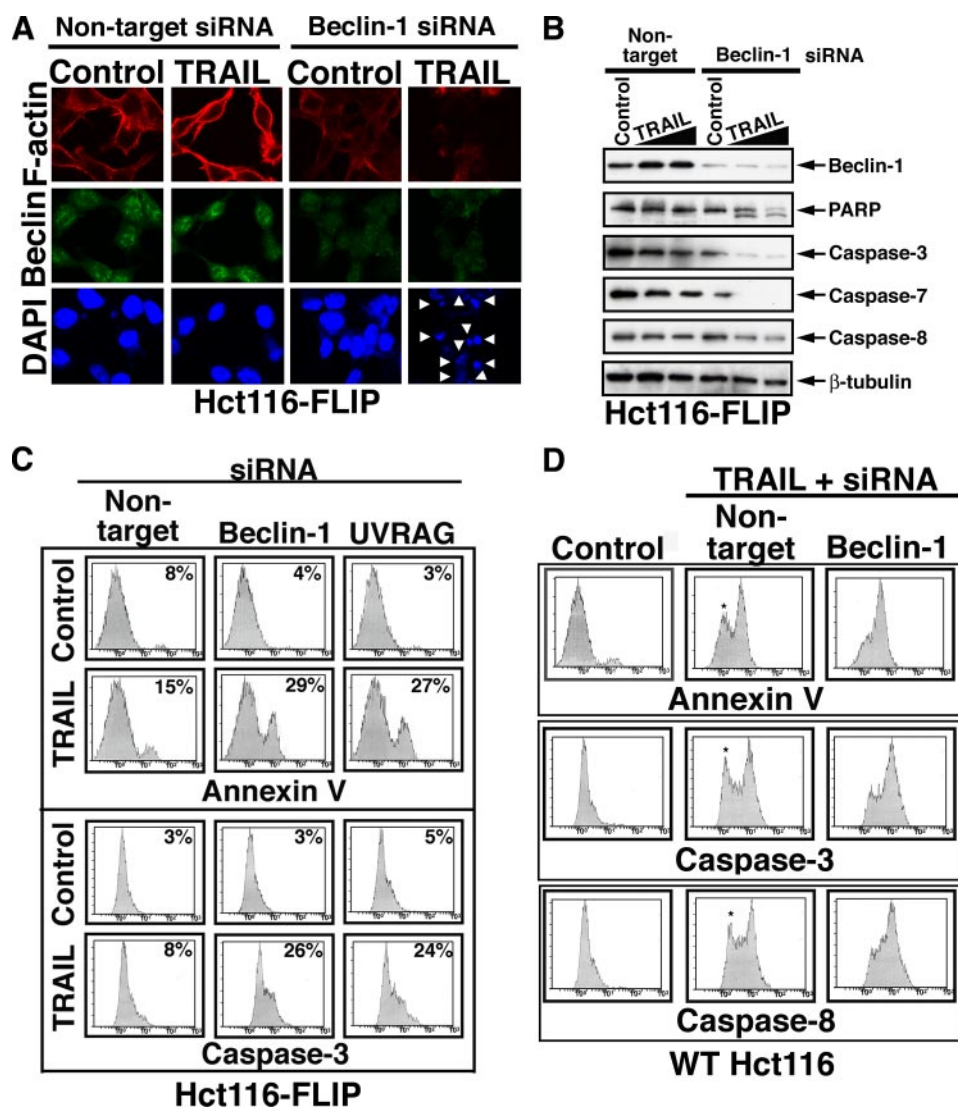 A
Non-target siRNA Beclin-1 siRNA
Control TRAIL Control TRAIL
F-actin
Beclin
DAPI
Hct116-FLIP
B
Non-
target Beclin-1 siRNA
Control TRAIL Control TRAIL
Beclin-1
PARP
Caspase-3
Caspase-7
Caspase-8
β-tubulin
Hct116-FLIP
C
siRNA
Non-
target Beclin-1 UVRAG
Control 8% 4% 3%
TRAIL 15% 29% 27%
Annexin V
Control 3% 3% 5%
TRAIL 8% 26% 24%
Caspase-3
Hct116-FLIP
D
TRAIL + siRNA
Control Non-
target Beclin-1
*
Annexin V
*
Caspase-3
*
Caspase-8
WT Hct116